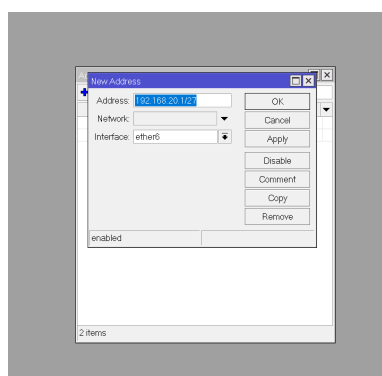 New Address
Address: 192.168.20.1/27
OK
Network:
Cancel
Interface: ether6
Apply
Disable
Comment
Copy
Remove
enabled
2 items